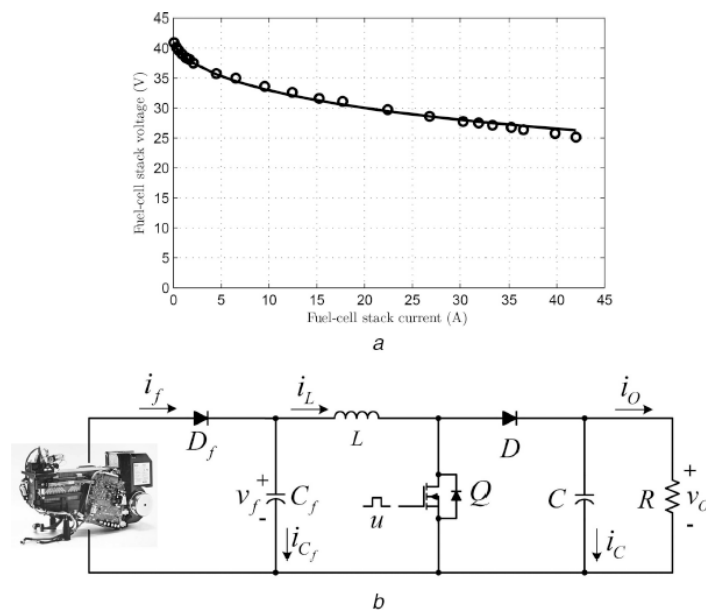 45
40
35
30
25
20
15
10
5
0
Fuel-cell stack voltage (V)
0 5 10 15 20 25 30 35 40 45
Fuel-cell stack current (A)
a
i_f
i_L
i_O
D_f
L
D
v_f
+
-
C_f
u
Q
C
R
+
v_O
-
i_{C_f}
i_C
b